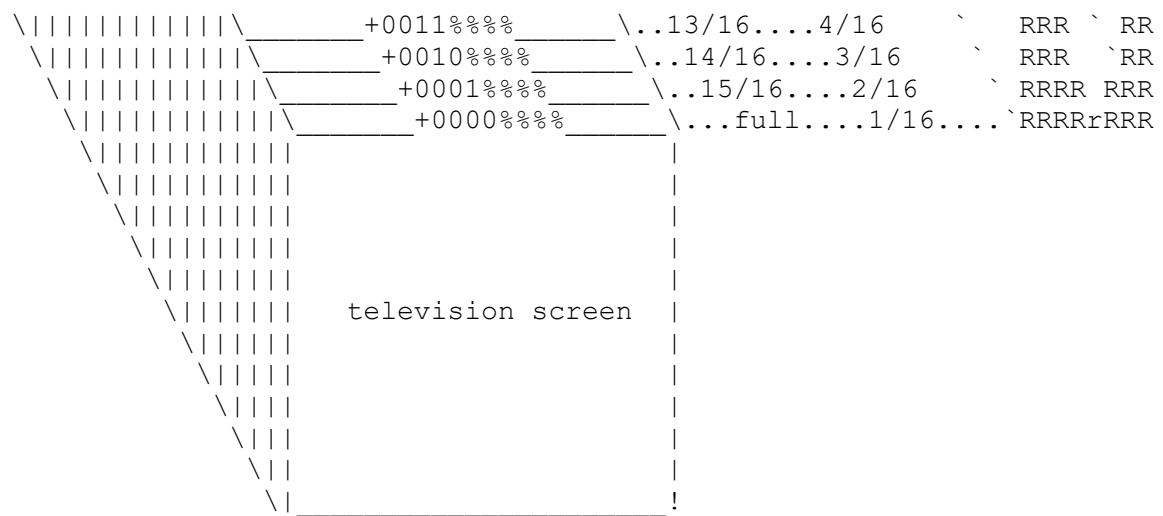 \||||||||||||\_______+0011%%%%______\..13/16....4/16    `  RRR ` RR
 \||||||||||||\_______+0010%%%%______\..14/16....3/16    `  RRR  `RR
  \||||||||||||\_______+0001%%%%______\..15/16....2/16    ` RRRR RRR
   \||||||||||||\_______+0000%%%%______\...full....1/16....`RRRRrRRR
    \||||||||||||                       |
     \|||||||||||                       |
      \||||||||||                       |
       \|||||||||                       |
        \||||||||                       |
         \|||||||   television screen   |
          \||||||                       |
           \|||||                       |
            \||||                       |
             \|||                       |
              \||                       |
               \|_______________________!